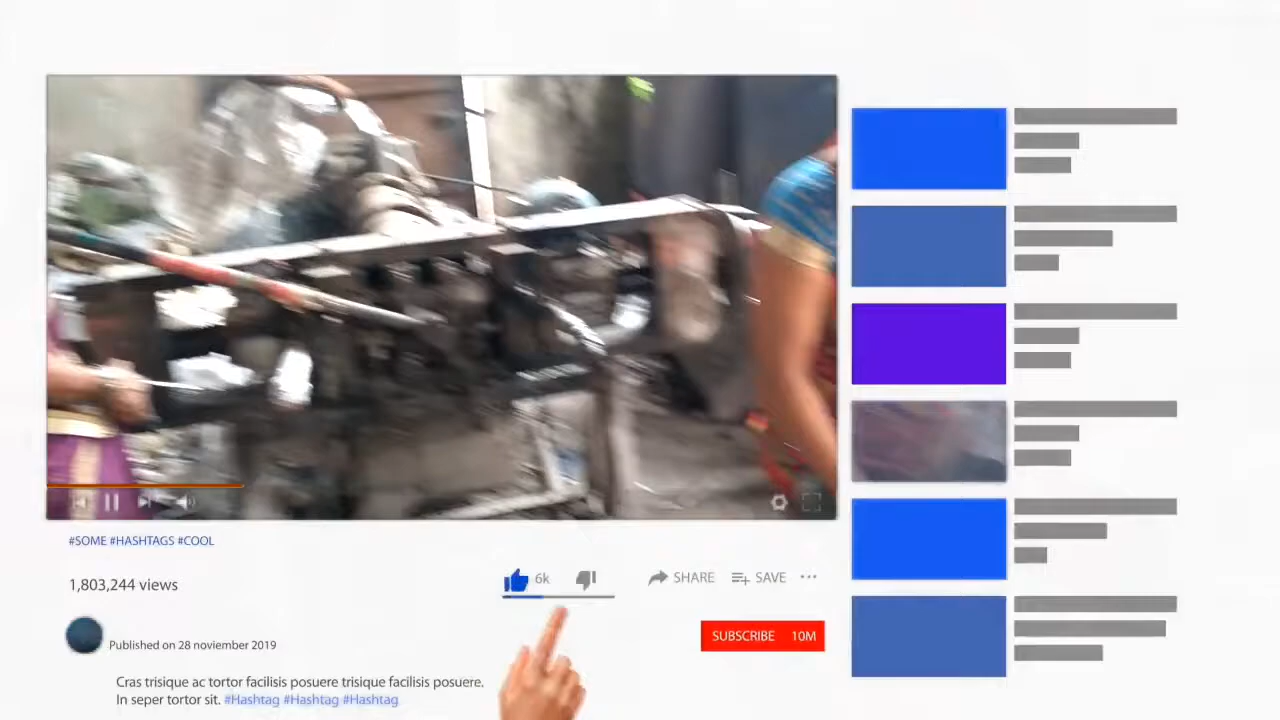 #SOME #HASHTAGS #COOL
1,803,244 views
6k
SHARE
SAVE
Published on 28 noviember 2019
SUBSCRIBE 10M
Cras trisique ac tortor facilisis posuere trisique facilisis posuere.
In seper tortor sit. #Hashtag #Hashtag #Hashtag